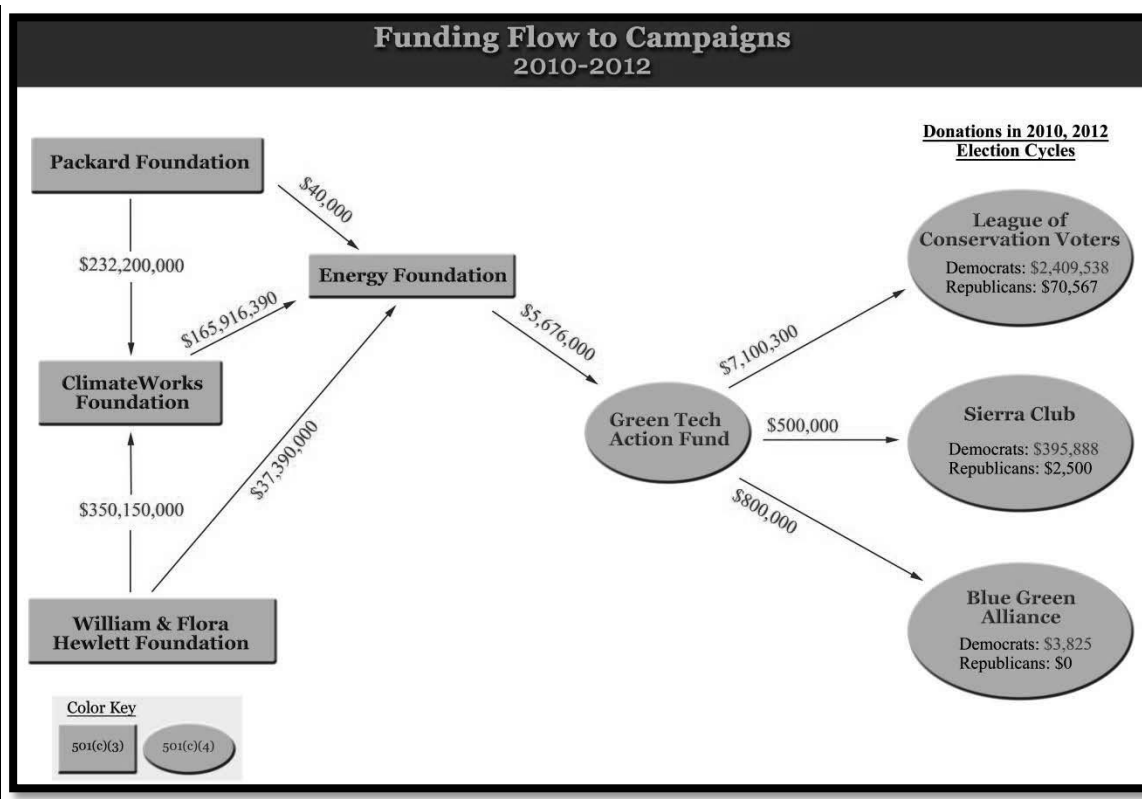 Funding Flow to Campaigns
2010-2012
Donations in 2010, 2012
Election Cycles
Packard Foundation
$40,000
$232,200,000
Energy Foundation
$165,916,390
ClimateWorks
Foundation
$5,676,000
$37,390,000
$350,150,000
William & Flora
Hewlett Foundation
Green Tech
Action Fund
$7,100,300
$500,000
$800,000
League of
Conservation Voters
Democrats: $2,409,538
Republicans: $70,567
Sierra Club
Democrats: $395,888
Republicans: $2,500
Blue Green
Alliance
Democrats: $3,825
Republicans: $0
Color Key
501(c)(3)
501(c)(4)